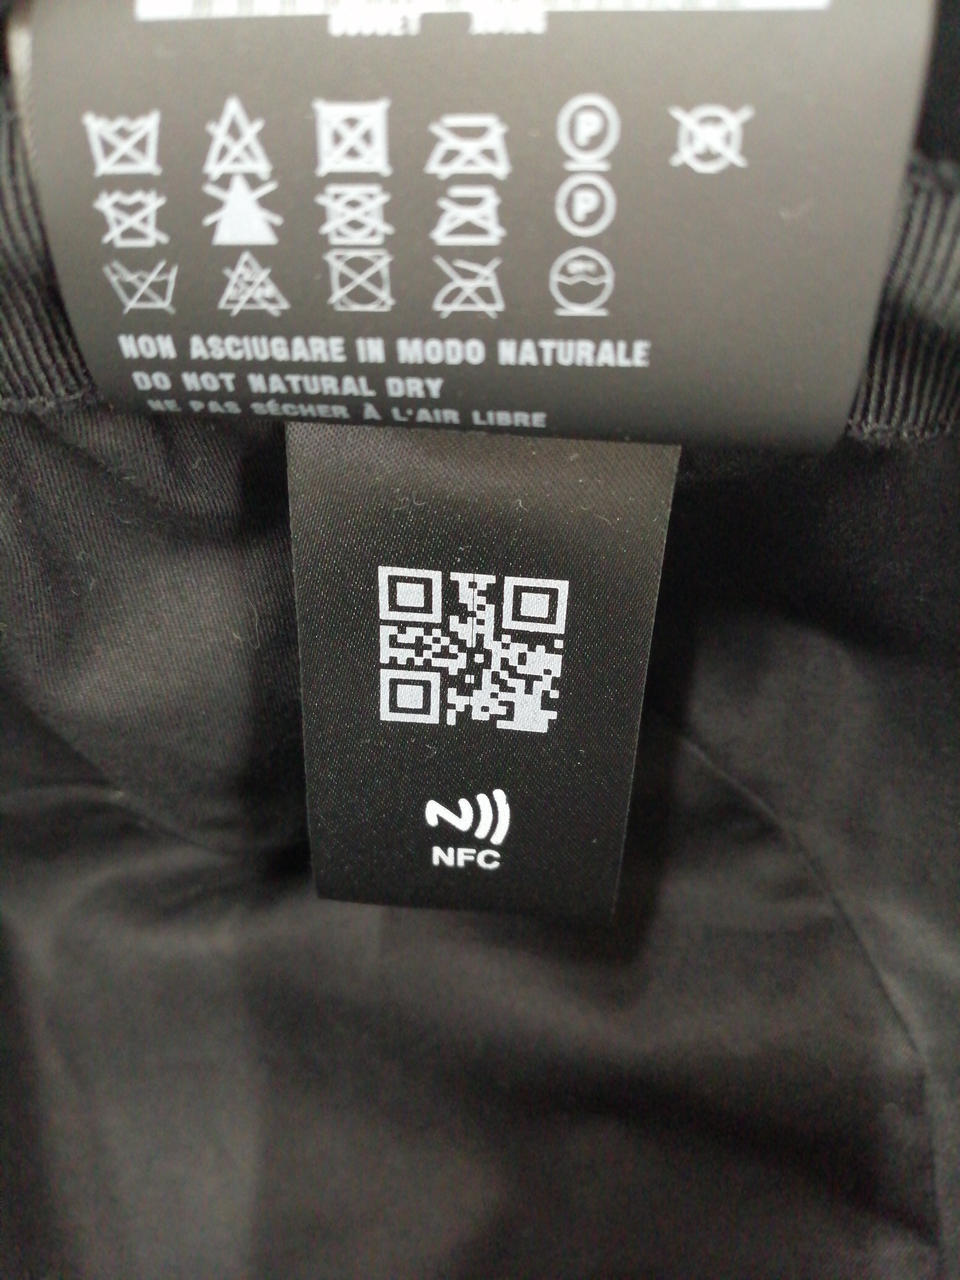 P
P
NON ASCIUGARE IN MODO NATURALE
DO NOT NATURAL DRY
NE PAS SÉCHER À L'AIR LIBRE
NFC